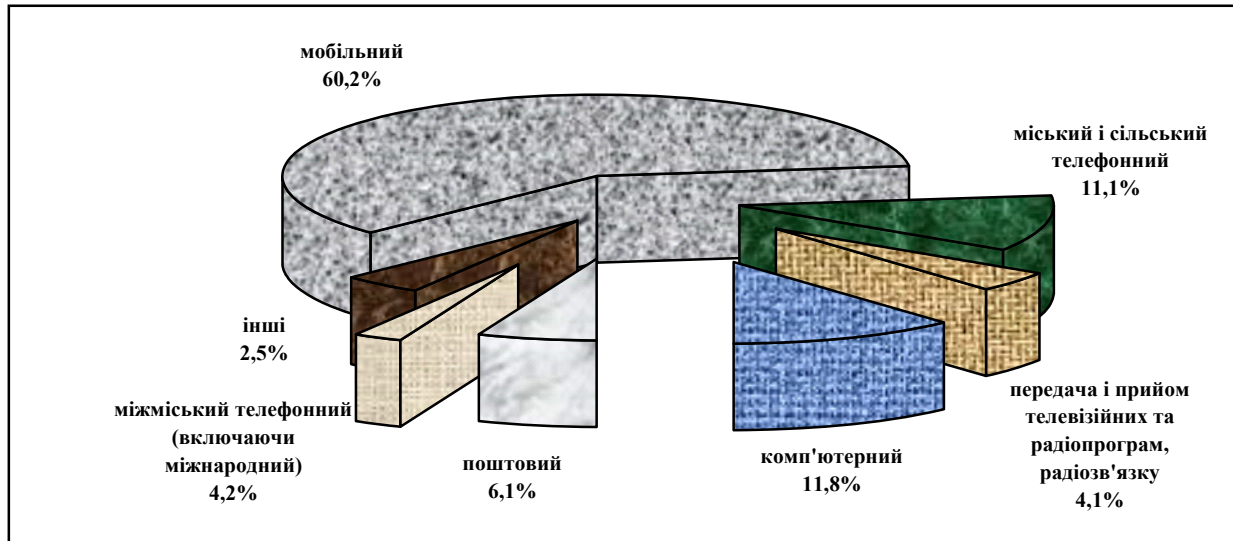 мобільний
60,2%
міський і сільський
телефонний
11,1%
інші
2,5%
міжміський телефонний
(включаючи
міжнародний)
4,2%
поштовий
6,1%
комп'ютерний
11,8%
передача і прийом
телевізійних та
радіопрограм,
радіозв'язку
4,1%